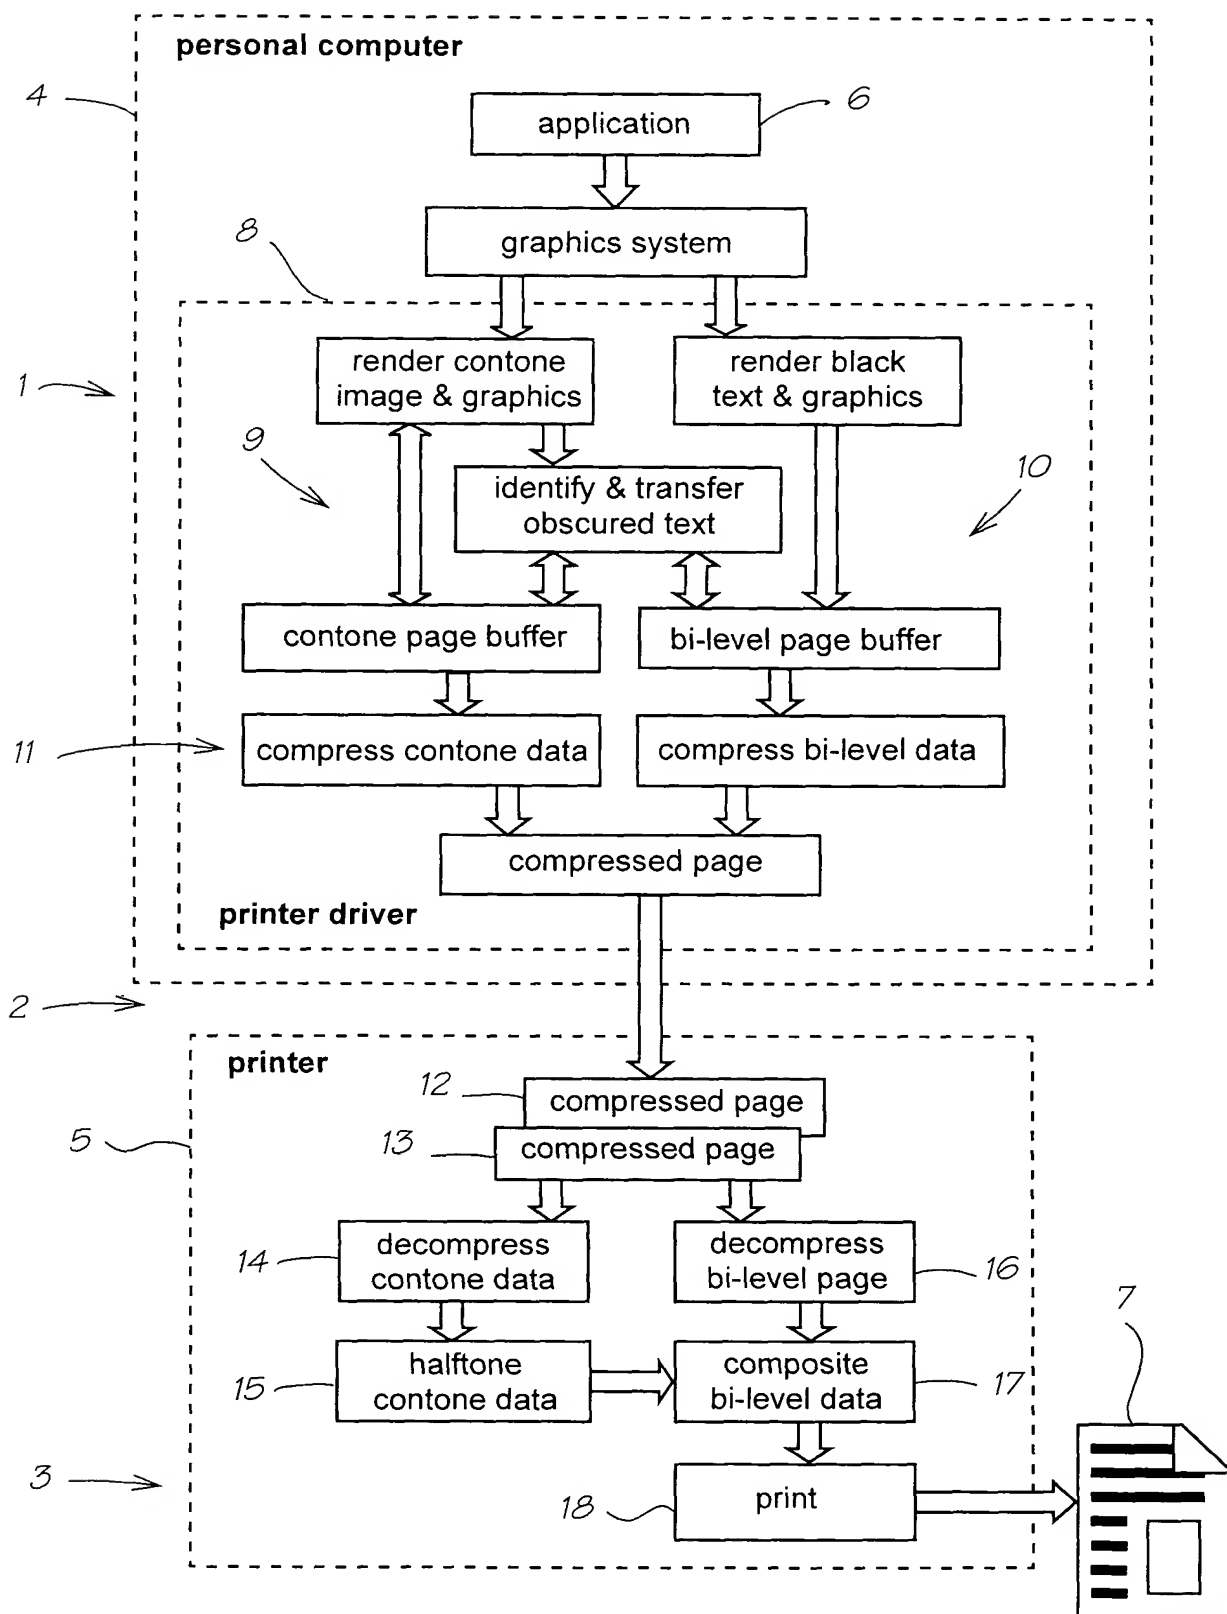 personal computer
4
6
application
8
graphics system
1
render contone
image & graphics
render black
text & graphics
9
10
identify & transfer
obscured text
contone page buffer
bi-level page buffer
11
compress contone data
compress bi-level data
compressed page
printer driver
2
printer
12
compressed page
5
13
compressed page
14
decompress
contone data
decompress
bi-level page
16
7
15
halftone
contone data
composite
bi-level data
17
3
18
print